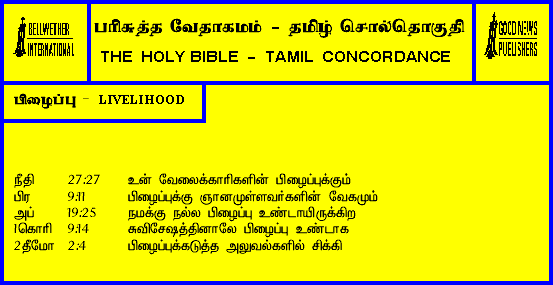 BELLWETHER
INTERNATIONAL
பரிசுத்த வேதாகமம் - தமிழ் சொல்தொகுதி
THE HOLY BIBLE - TAMIL CONCORDANCE
GOOD NEWS
PUBLISHERS
பிழைப்பு - LIVELIHOOD
நீதி 27:27 உன் வேலைக்காரிகளின் பிழைப்புக்கும்
பிர 9:11 பிழைப்புக்கு ஞானமுள்ளவர்களின் வேகமும்
அப் 19:25 நமக்கு நல்ல பிழைப்பு உண்டாயிருக்கிற
1கொரி 9:14 சுவிசேஷத்தினாலே பிழைப்பு உண்டாக
2தீமோ 2:4 பிழைப்புக்கடுத்த அலுவல்களில் சிக்கி